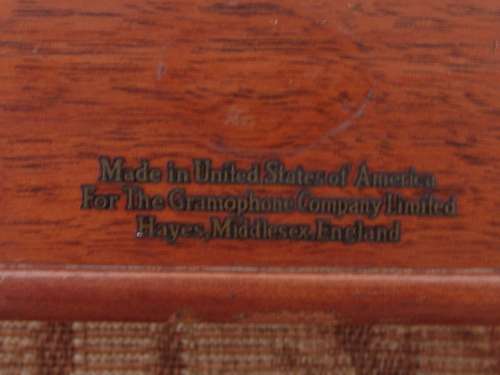 Made in United States of America
For The Gramophone Company Limited
Hayes, Middlesex, England